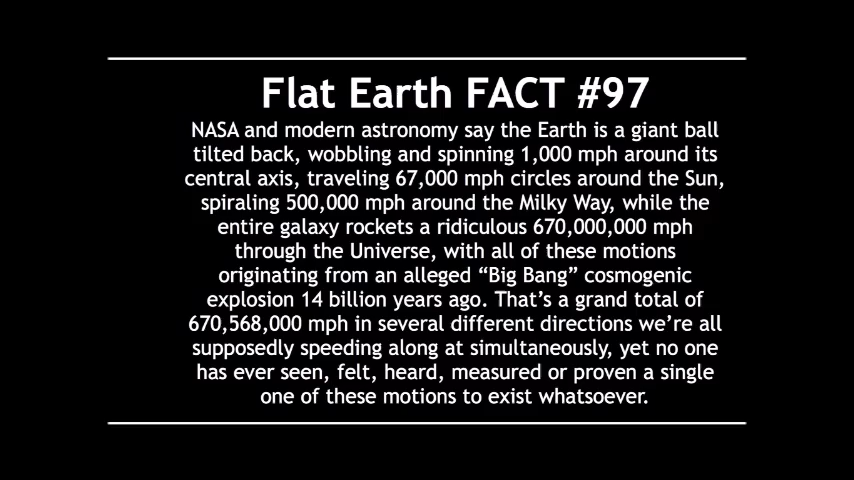 Flat Earth FACT #97
NASA and modern astronomy say the Earth is a giant ball
tilted back, wobbling and spinning 1,000 mph around its
central axis, traveling 67,000 mph circles around the Sun,
spiraling 500,000 mph around the Milky Way, while the
entire galaxy rockets a ridiculous 670,000,000 mph
through the Universe, with all of these motions
originating from an alleged “Big Bang” cosmogenic
explosion 14 billion years ago. That’s a grand total of
670,568,000 mph in several different directions we’re all
supposedly speeding along at simultaneously, yet no one
has ever seen, felt, heard, measured or proven a single
one of these motions to exist whatsoever.